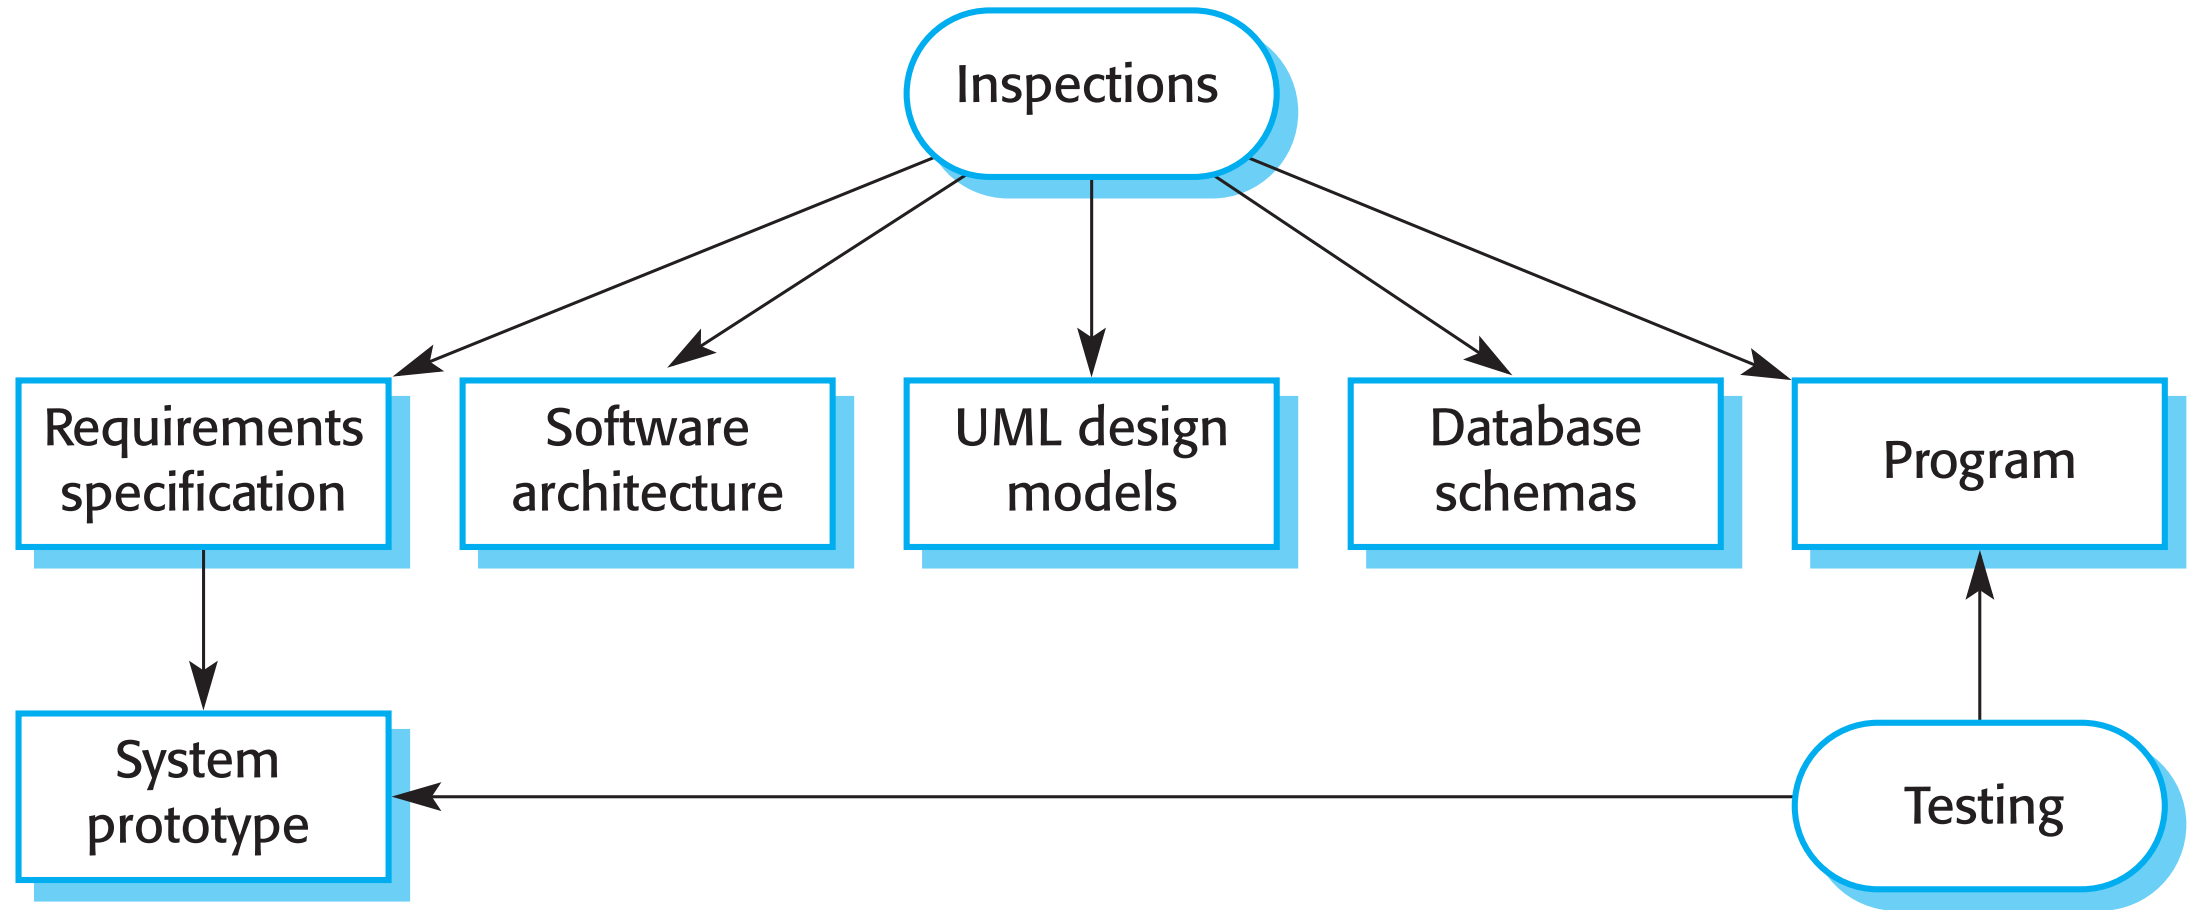 Inspections
Requirements
specification
Software
architecture
UML design
models
Database
schemas
Program
System
prototype
Testing